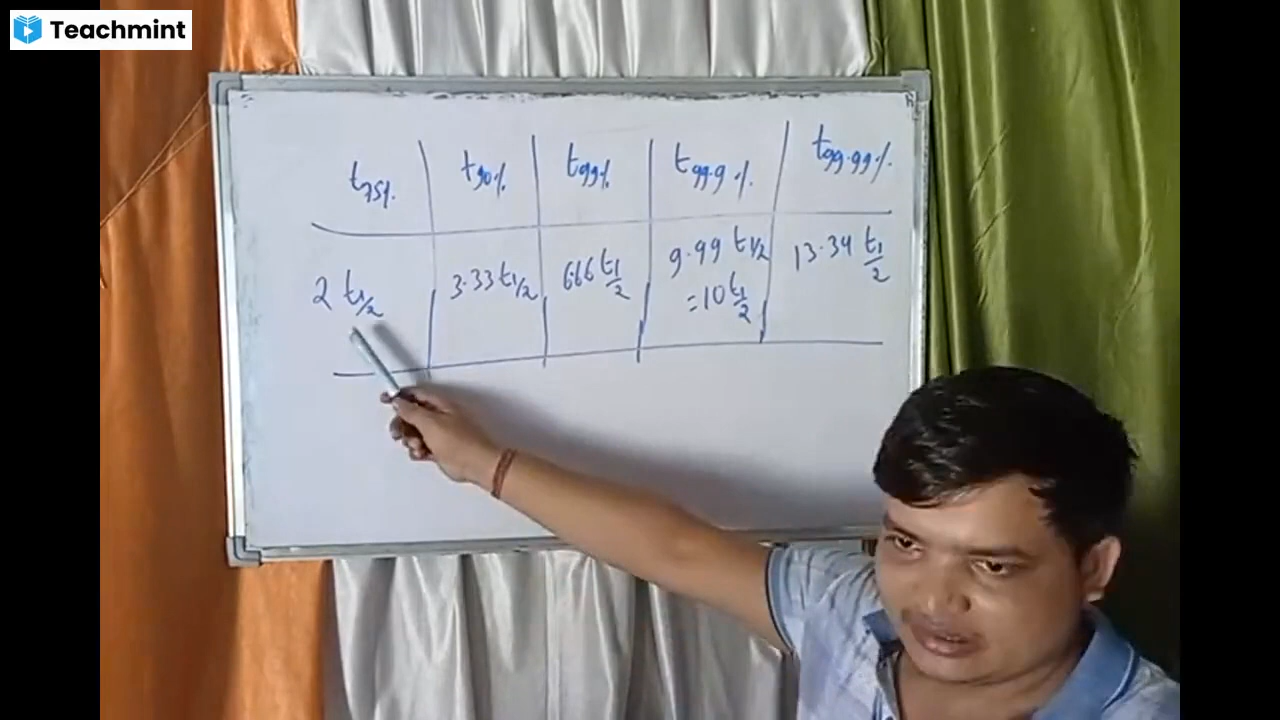 Teachmint
t75% t90% t99% t99.9% t99.99%
2 t1/2 3.33 t1/2 6.66 t1/2 9.99 t1/2 13.34 t1/2
=10 t1/2